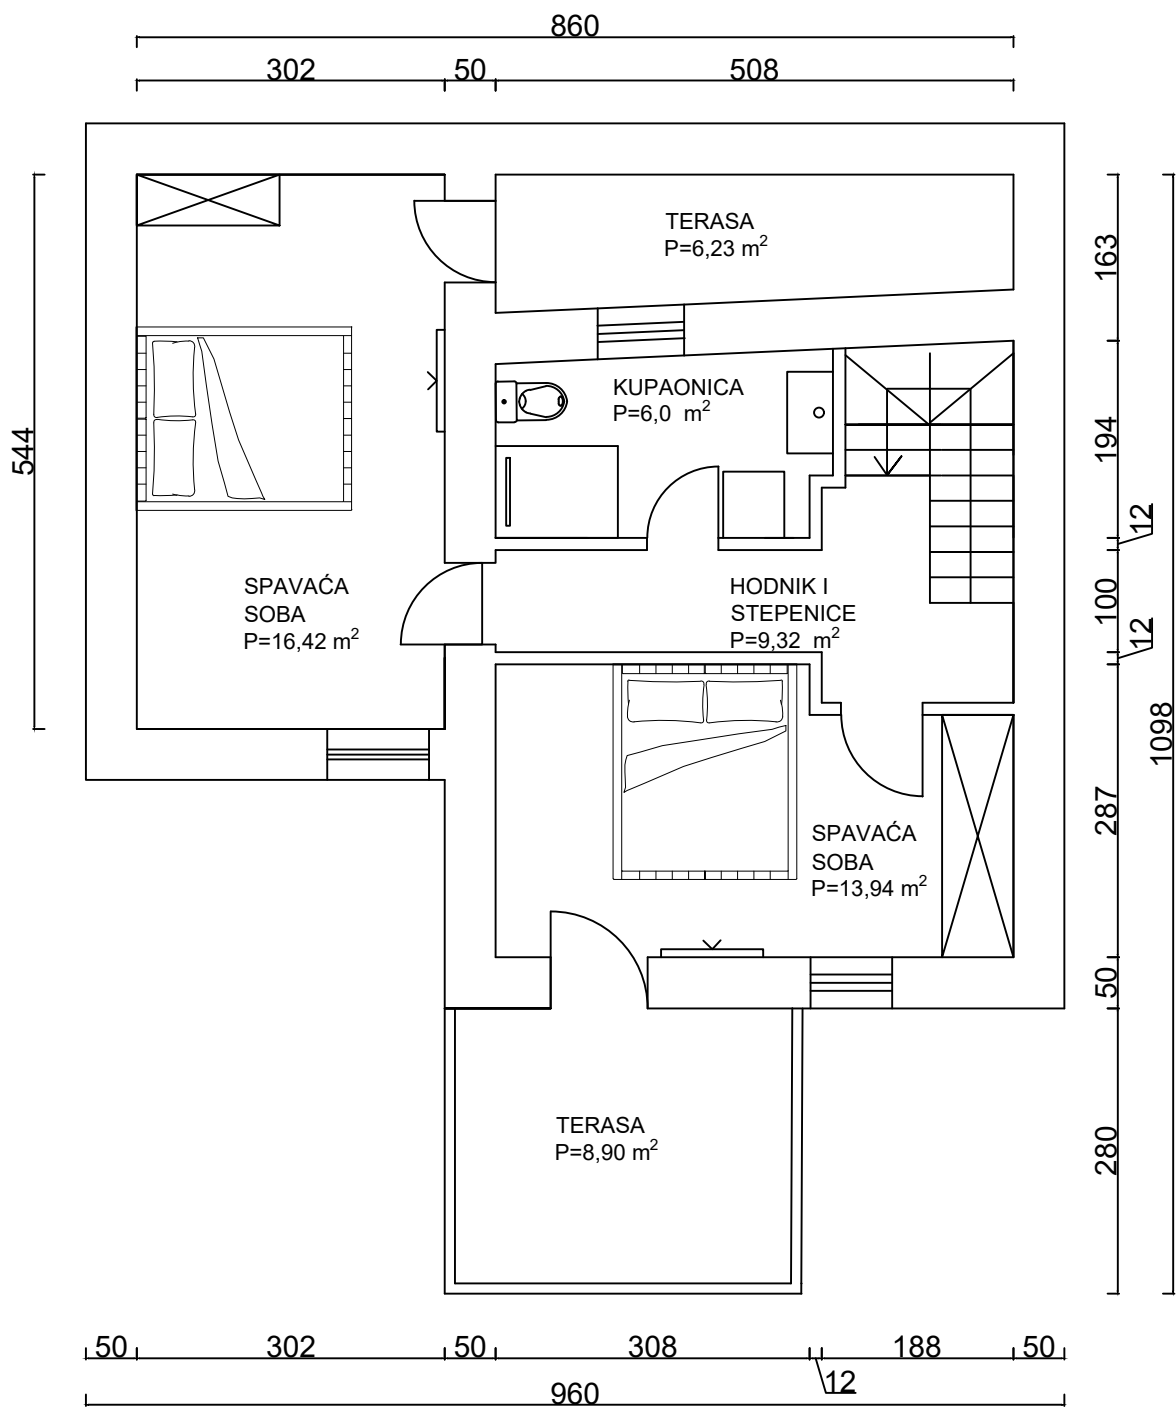 860
302
50
508
TERASA
P=6,23 m²
163
KUPAONICA
P=6,0 m²
544
194
12
SPAVAĆA
SOBA
P=16,42 m²
HODNIK I
STEPENICE
P=9,32 m²
100
12
1098
287
SPAVAĆA
SOBA
P=13,94 m²
50
TERASA
P=8,90 m²
280
50
302
50
308
188
50
12
960